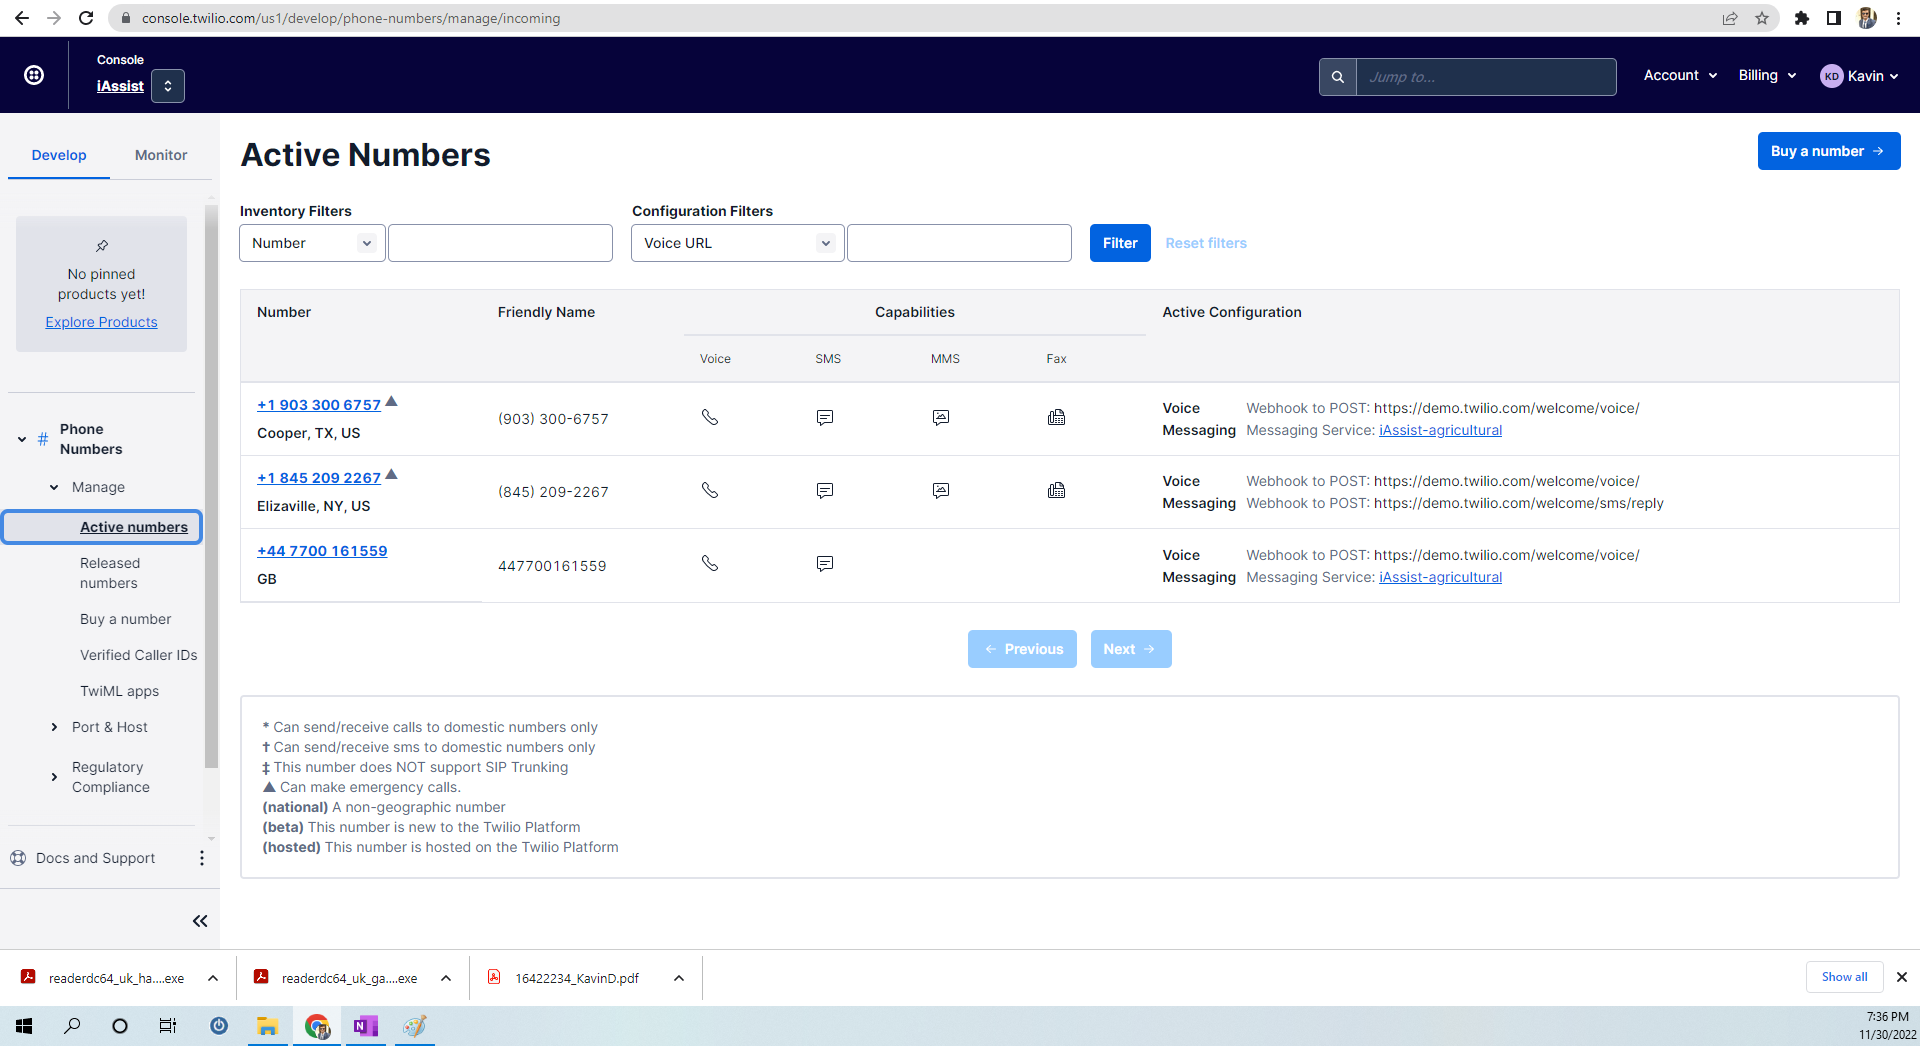 console.twilio.com/us1/develop/phone-numbers/manage/incoming
Console
iAssist
Jump to...
Account
Billing
KD Kavin
Develop Monitor
No pinned
products yet!
Explore Products
# Phone
Numbers
Manage
Active numbers
Released
numbers
Buy a number
Verified Caller IDs
TwiML apps
Port & Host
Regulatory
Compliance
Docs and Support
Active Numbers
Buy a number →
Inventory Filters Configuration Filters
Number Voice URL Filter Reset filters
Number Friendly Name Capabilities Active Configuration
Voice SMS MMS Fax
+1 903 300 6757 ▲
Cooper, TX, US
(903) 300-6757
Voice Webhook to POST: https://demo.twilio.com/welcome/voice/
Messaging Messaging Service: iAssist-agricultural
+1 845 209 2267 ▲
Elizaville, NY, US
(845) 209-2267
Voice Webhook to POST: https://demo.twilio.com/welcome/voice/
Messaging Webhook to POST: https://demo.twilio.com/welcome/sms/reply
+44 7700 161559
GB
447700161559
Voice Webhook to POST: https://demo.twilio.com/welcome/voice/
Messaging Messaging Service: iAssist-agricultural
← Previous Next →
* Can send/receive calls to domestic numbers only
† Can send/receive sms to domestic numbers only
‡ This number does NOT support SIP Trunking
▲ Can make emergency calls.
(national) A non-geographic number
(beta) This number is new to the Twilio Platform
(hosted) This number is hosted on the Twilio Platform
readerdc64_uk_ha....exe readerdc64_uk_ga....exe 16422234_KavinD.pdf Show all
N
7:36 PM
11/30/2022